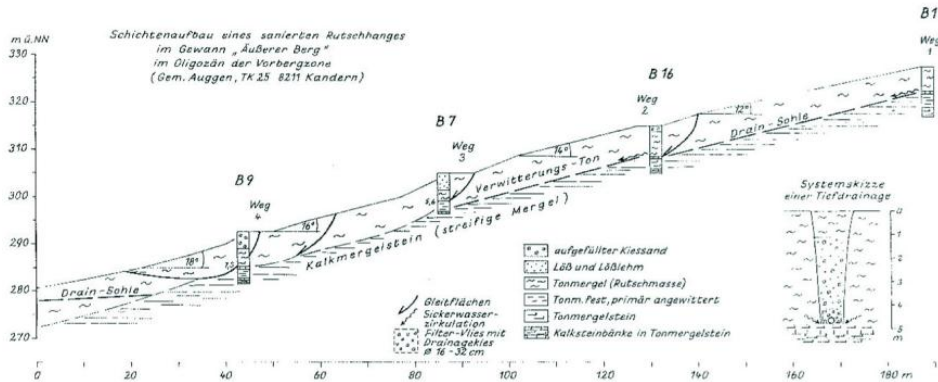 Schichtenaufbau eines sanierten Rutschhanges
im Gewann „Äußerer Berg"
im Oligozän der Vorbergzone
(Gem. Auggen, TK 25 8211 Kandern)
m ü. NN
330
320
310
300
290
280
270
B 1
Weg
1
B 16
Weg
2
B 7
Weg
3
B 9
Weg
4
12°
14°
16°
18°
Drain-Sohle
Verwitterungs-Ton
Kalkmergelstein (streifige Mergel)
Drain-Sohle
Gleitflächen
Sickerwasser-
zirkulation
Filter-Vlies mit
Drainagekies
Ø 16-32 cm
aufgefüllter Kiessand
Löß und Lößlehm
Tonmergel (Rutschmasse)
Tonm. fest, primär angewittert
Tonmergelstein
Kalksteinbänke in Tonmergelstein
Systemskizze
einer Tiefdrainage
0
1
2
3
4
5
m
0 20 40 60 80 100 120 140 160 180 m